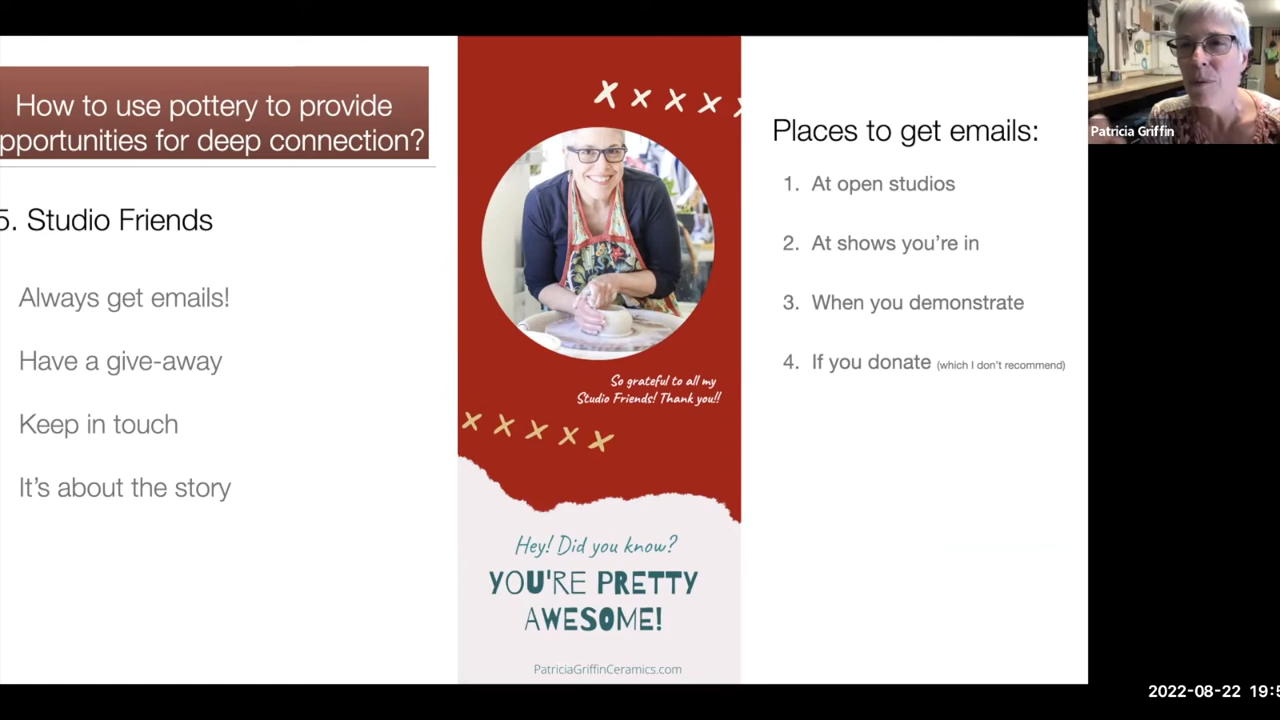 How to use pottery to provide
pportunities for deep connection?
5. Studio Friends
Always get emails!
Have a give-away
Keep in touch
It's about the story
So grateful to all my
Studio Friends! Thank you!!
Hey! Did you know?
YOU'RE PRETTY
AWESOME!
PatriciaGriffinCeramics.com
Places to get emails:
1. At open studios
2. At shows you're in
3. When you demonstrate
4. If you donate (which I don't recommend)
Patricia Griffin
2022-08-22 19:5